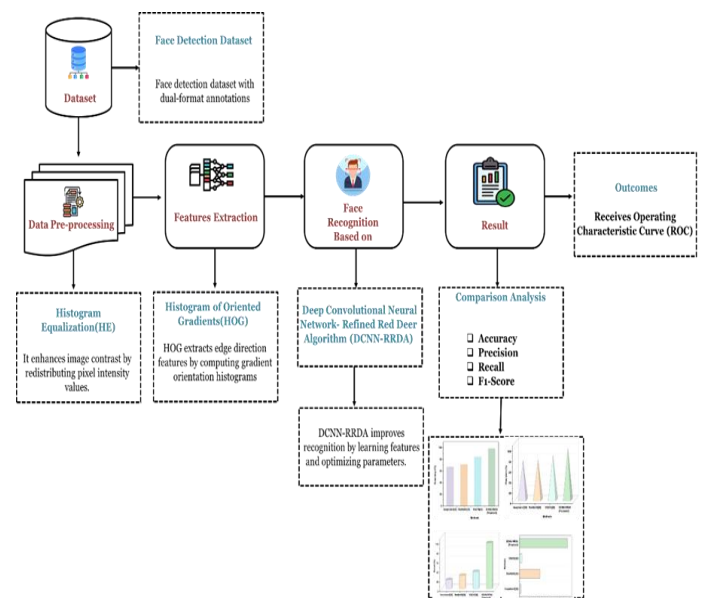 Face Detection Dataset
Face detection dataset with
dual-format annotations
Dataset
Data Pre-processing
Features Extraction
Face
Recognition
Based on
Result
Outcomes
Receives Operating
Characteristic Curve (ROC)
Histogram
Equalization(HE)
It enhances image contrast by
redistributing pixel intensity
values.
Histogram of Oriented
Gradients(HOG)
HOG extracts edge direction
features by computing gradient
orientation histograms
Deep Convolutional Neural
Network- Refined Red Deer
Algorithm (DCNN-RRDA)
DCNN-RRDA improves
recognition by learning features
and optimizing parameters.
Comparison Analysis
❑ Accuracy
❑ Precision
❑ Recall
❑ F1-Score